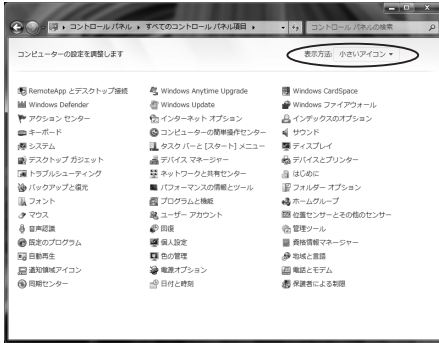 コントロール パネル ▸ すべてのコントロール パネル項目 ▸ コントロール パネルの検索
コンピューターの設定を調整します 表示方法: 小さいアイコン
RemoteApp とデスクトップ接続 Windows Anytime Upgrade Windows CardSpace
Windows Defender Windows Update Windows ファイアウォール
アクション センター インターネット オプション インデックスのオプション
キーボード コンピューターの簡単操作センター サウンド
システム タスク バーと [スタート] メニュー ディスプレイ
デスクトップ ガジェット デバイス マネージャー デバイスとプリンター
トラブルシューティング ネットワークと共有センター はじめに
バックアップと復元 パフォーマンスの情報とツール フォルダー オプション
フォント プログラムと機能 ホームグループ
マウス ユーザー アカウント 位置センサーとその他のセンサー
音声認識 回復 管理ツール
既定のプログラム 個人設定 資格情報マネージャー
自動再生 色の管理 地域と言語
通知領域アイコン 電源オプション 電話とモデム
同期センター 日付と時刻 保護者による制限